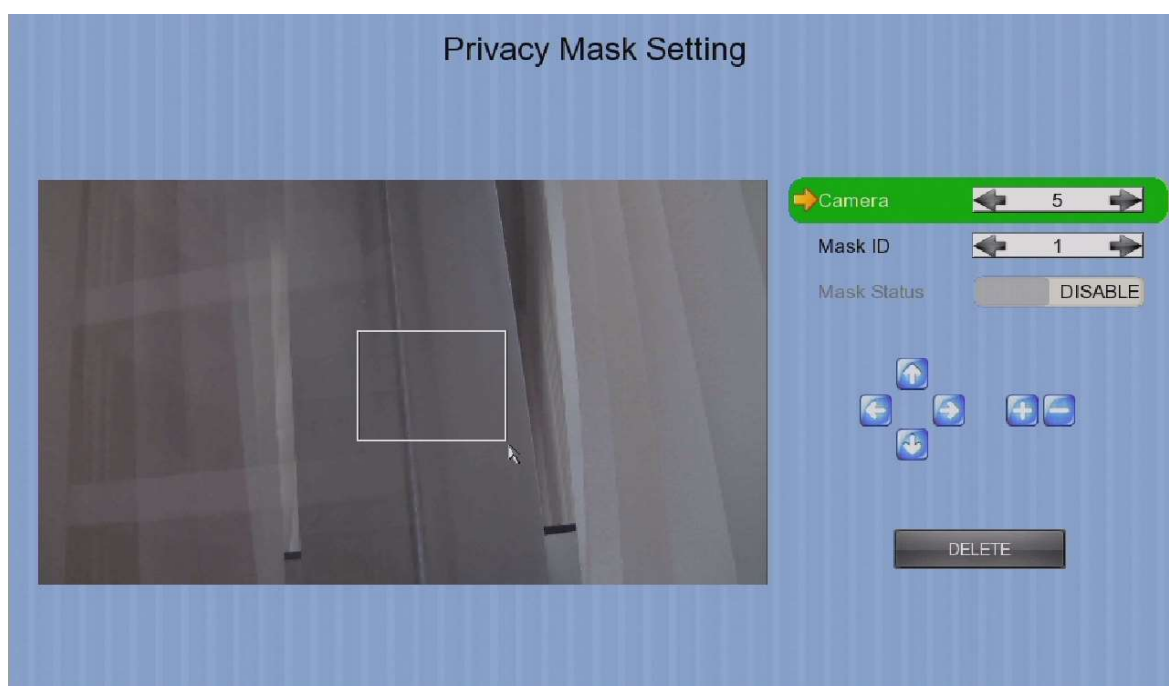 Privacy Mask Setting
Camera 5
Mask ID 1
Mask Status DISABLE
DELETE